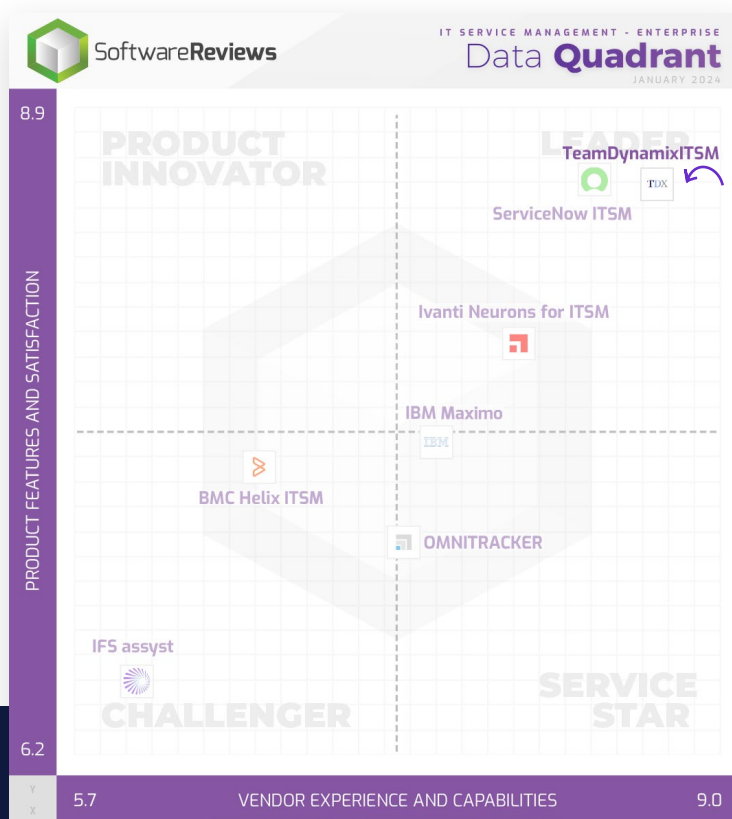 SoftwareReviews
IT SERVICE MANAGEMENT - ENTERPRISE
Data Quadrant
JANUARY 2024
8.9
PRODUCT
INNOVATOR
LEADER
TeamDynamixITSM
TDX
ServiceNow ITSM
Ivanti Neurons for ITSM
PRODUCT FEATURES AND SATISFACTION
IBM Maximo
IBM
BMC Helix ITSM
OMNITRACKER
IFS assyst
CHALLENGER
SERVICE
STAR
6.2
Y
X
5.7
VENDOR EXPERIENCE AND CAPABILITIES
9.0